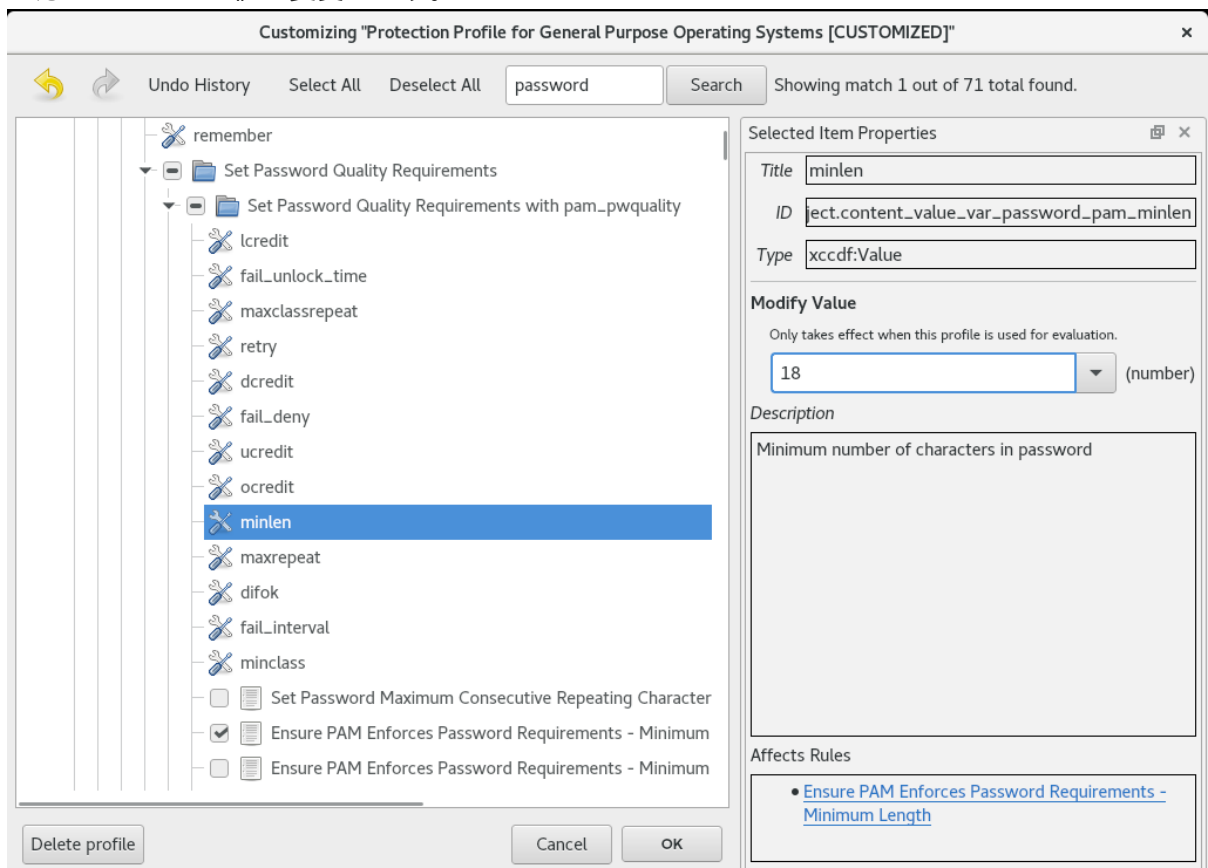 Customizing "Protection Profile for General Purpose Operating Systems [CUSTOMIZED]"
Undo History Select All Deselect All password Search Showing match 1 out of 71 total found.
remember
Set Password Quality Requirements
Set Password Quality Requirements with pam_pwquality
lcredit
fail_unlock_time
maxclassrepeat
retry
dcredit
fail_deny
ucredit
ocredit
minlen
maxrepeat
difok
fail_interval
minclass
Set Password Maximum Consecutive Repeating Character
Ensure PAM Enforces Password Requirements - Minimum
Ensure PAM Enforces Password Requirements - Minimum
Delete profile Cancel OK
Selected Item Properties
Title minlen
ID ject.content_value_var_password_pam_minlen
Type xccdf:Value
Modify Value
Only takes effect when this profile is used for evaluation.
18 (number)
Description
Minimum number of characters in password
Affects Rules
Ensure PAM Enforces Password Requirements -
Minimum Length